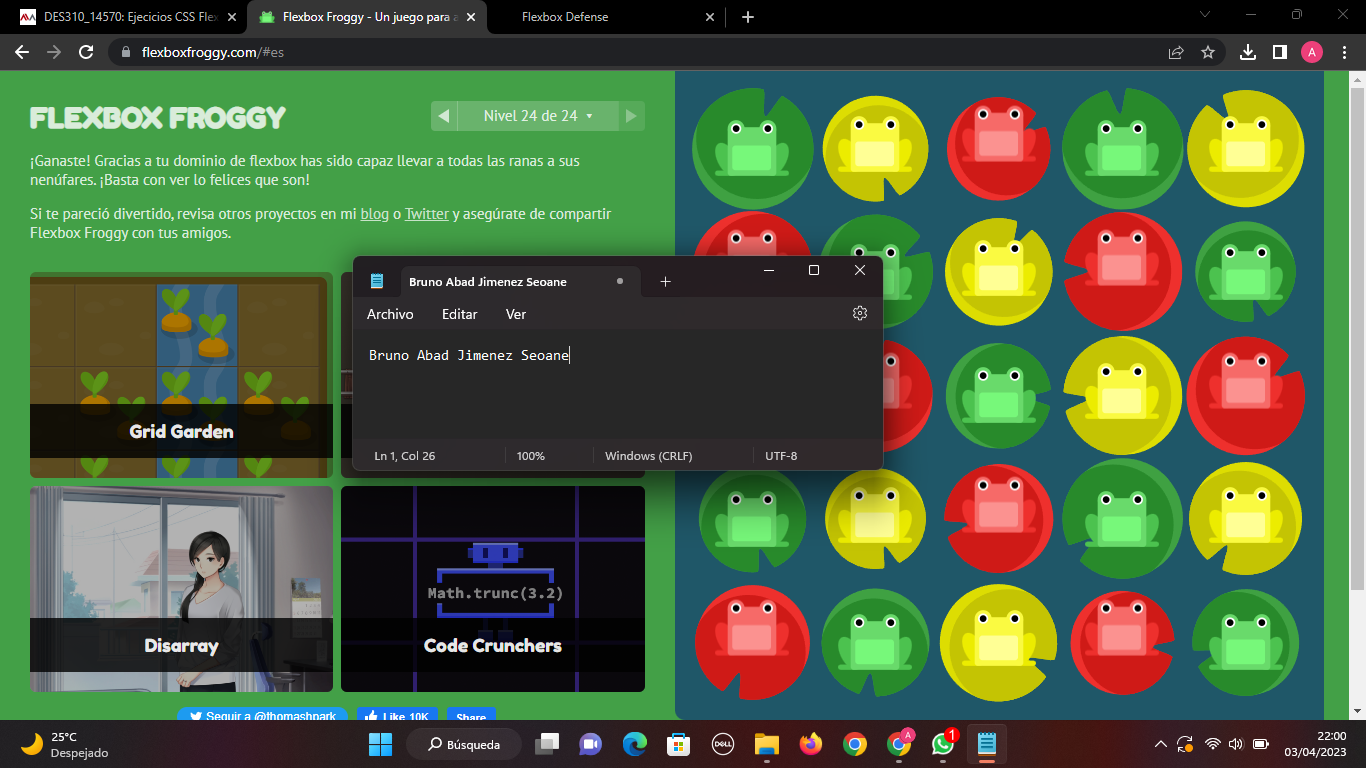 DES310_14570: Ejecicios CSS Flex
Flexbox Froggy - Un juego para a
Flexbox Defense
flexboxfroggy.com/#es
A
FLEXBOX FROGGY
Nivel 24 de 24
¡Ganaste! Gracias a tu dominio de flexbox has sido capaz llevar a todas las ranas a sus
nenúfares. ¡Basta con ver lo felices que son!
Si te pareció divertido, revisa otros proyectos en mi blog o Twitter y asegúrate de compartir
Flexbox Froggy con tus amigos.
Bruno Abad Jimenez Seoane
Archivo Editar Ver
Bruno Abad Jimenez Seoane
Ln 1, Col 26 100% Windows (CRLF) UTF-8
Grid Garden
Math.trunc(3.2)
Disarray
Code Crunchers
Seguir a @thomashpark
Like 10K
Share
25°C
Despejado
Búsqueda
DELL
A
1
22:00
03/04/2023